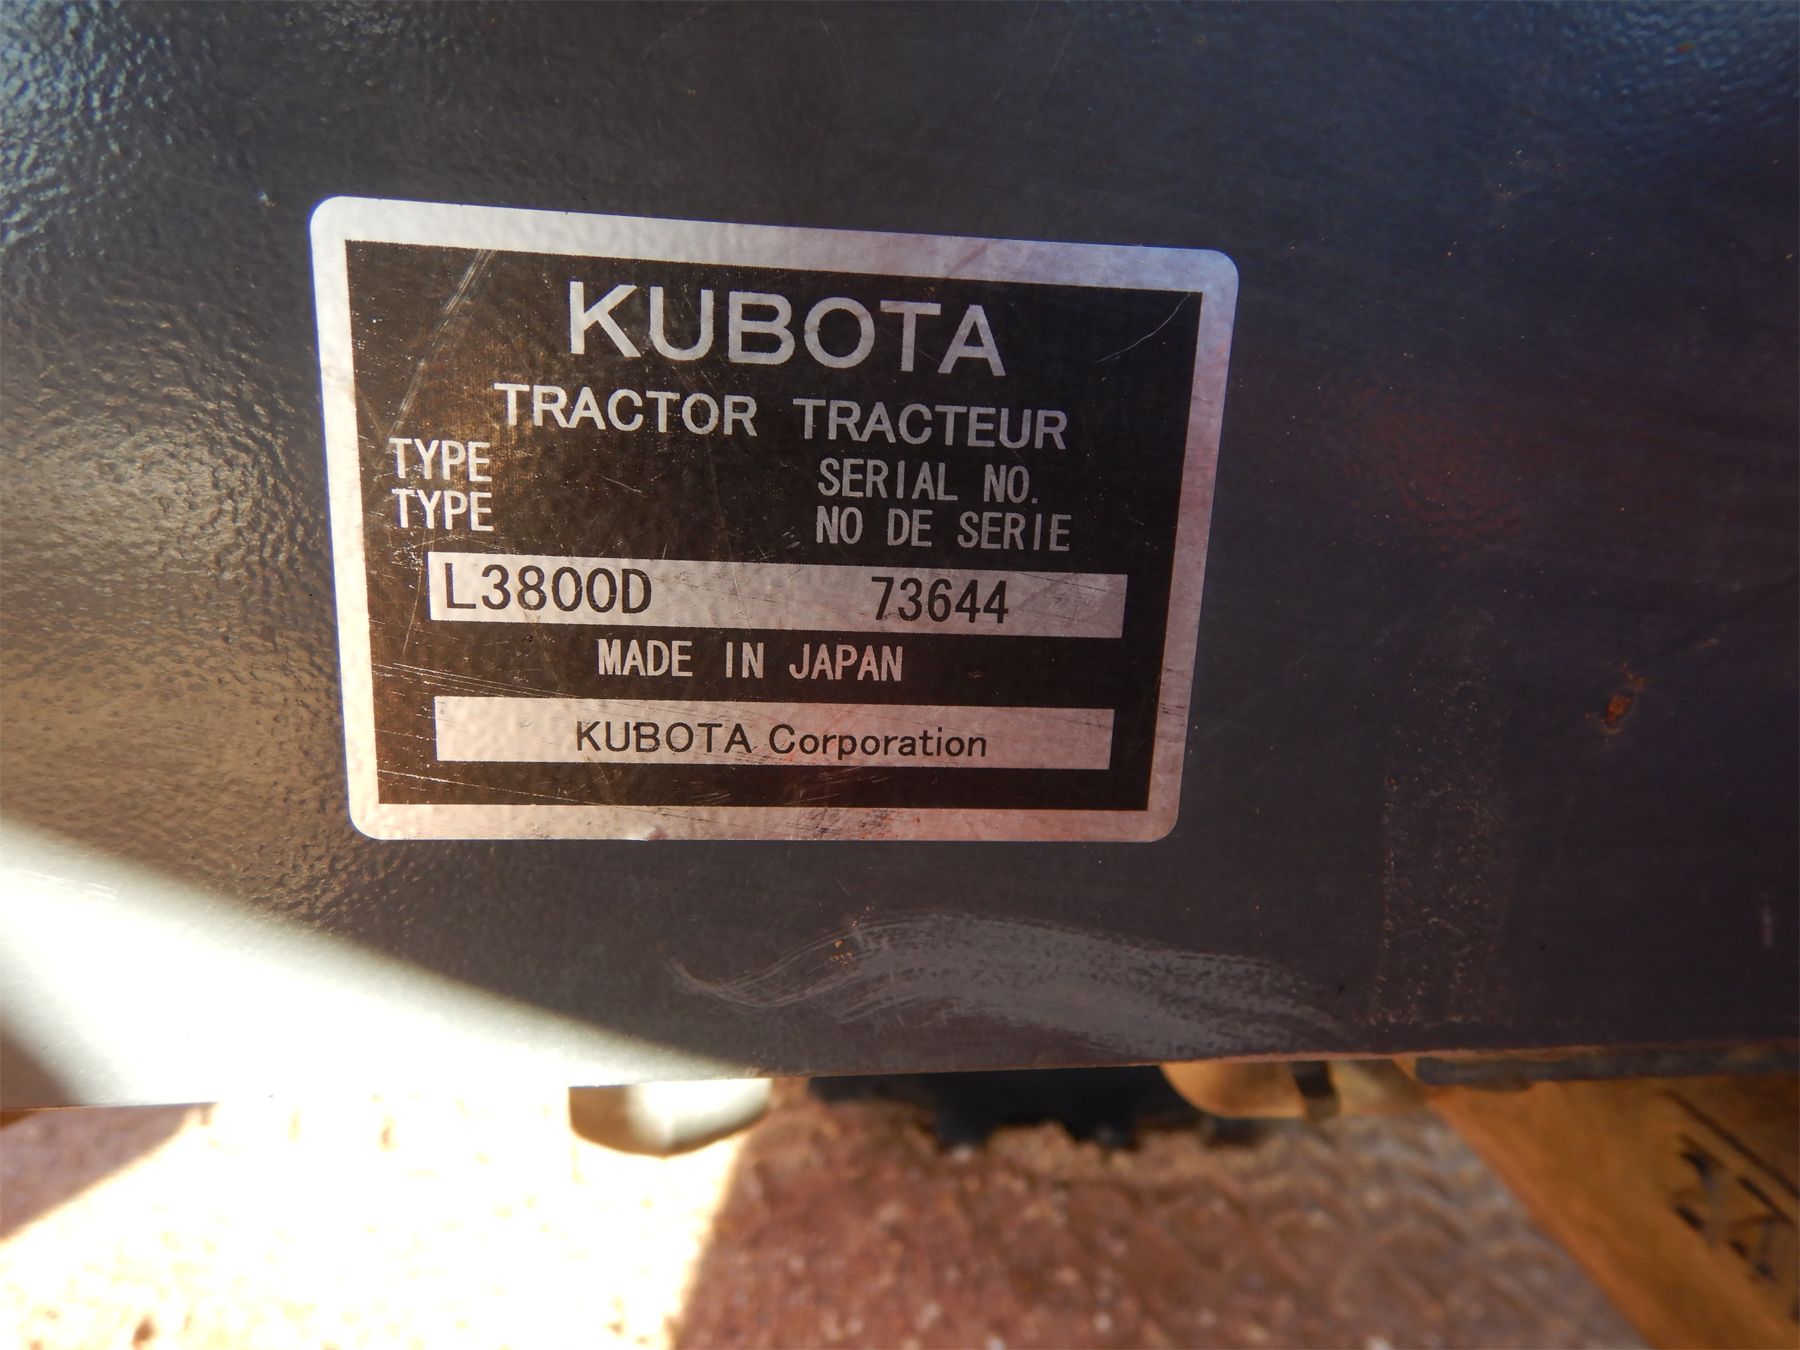 KUBOTA
TRACTOR TRACTEUR
TYPE SERIAL NO.
TYPE NO DE SERIE
L3800D 73644
MADE IN JAPAN
KUBOTA Corporation